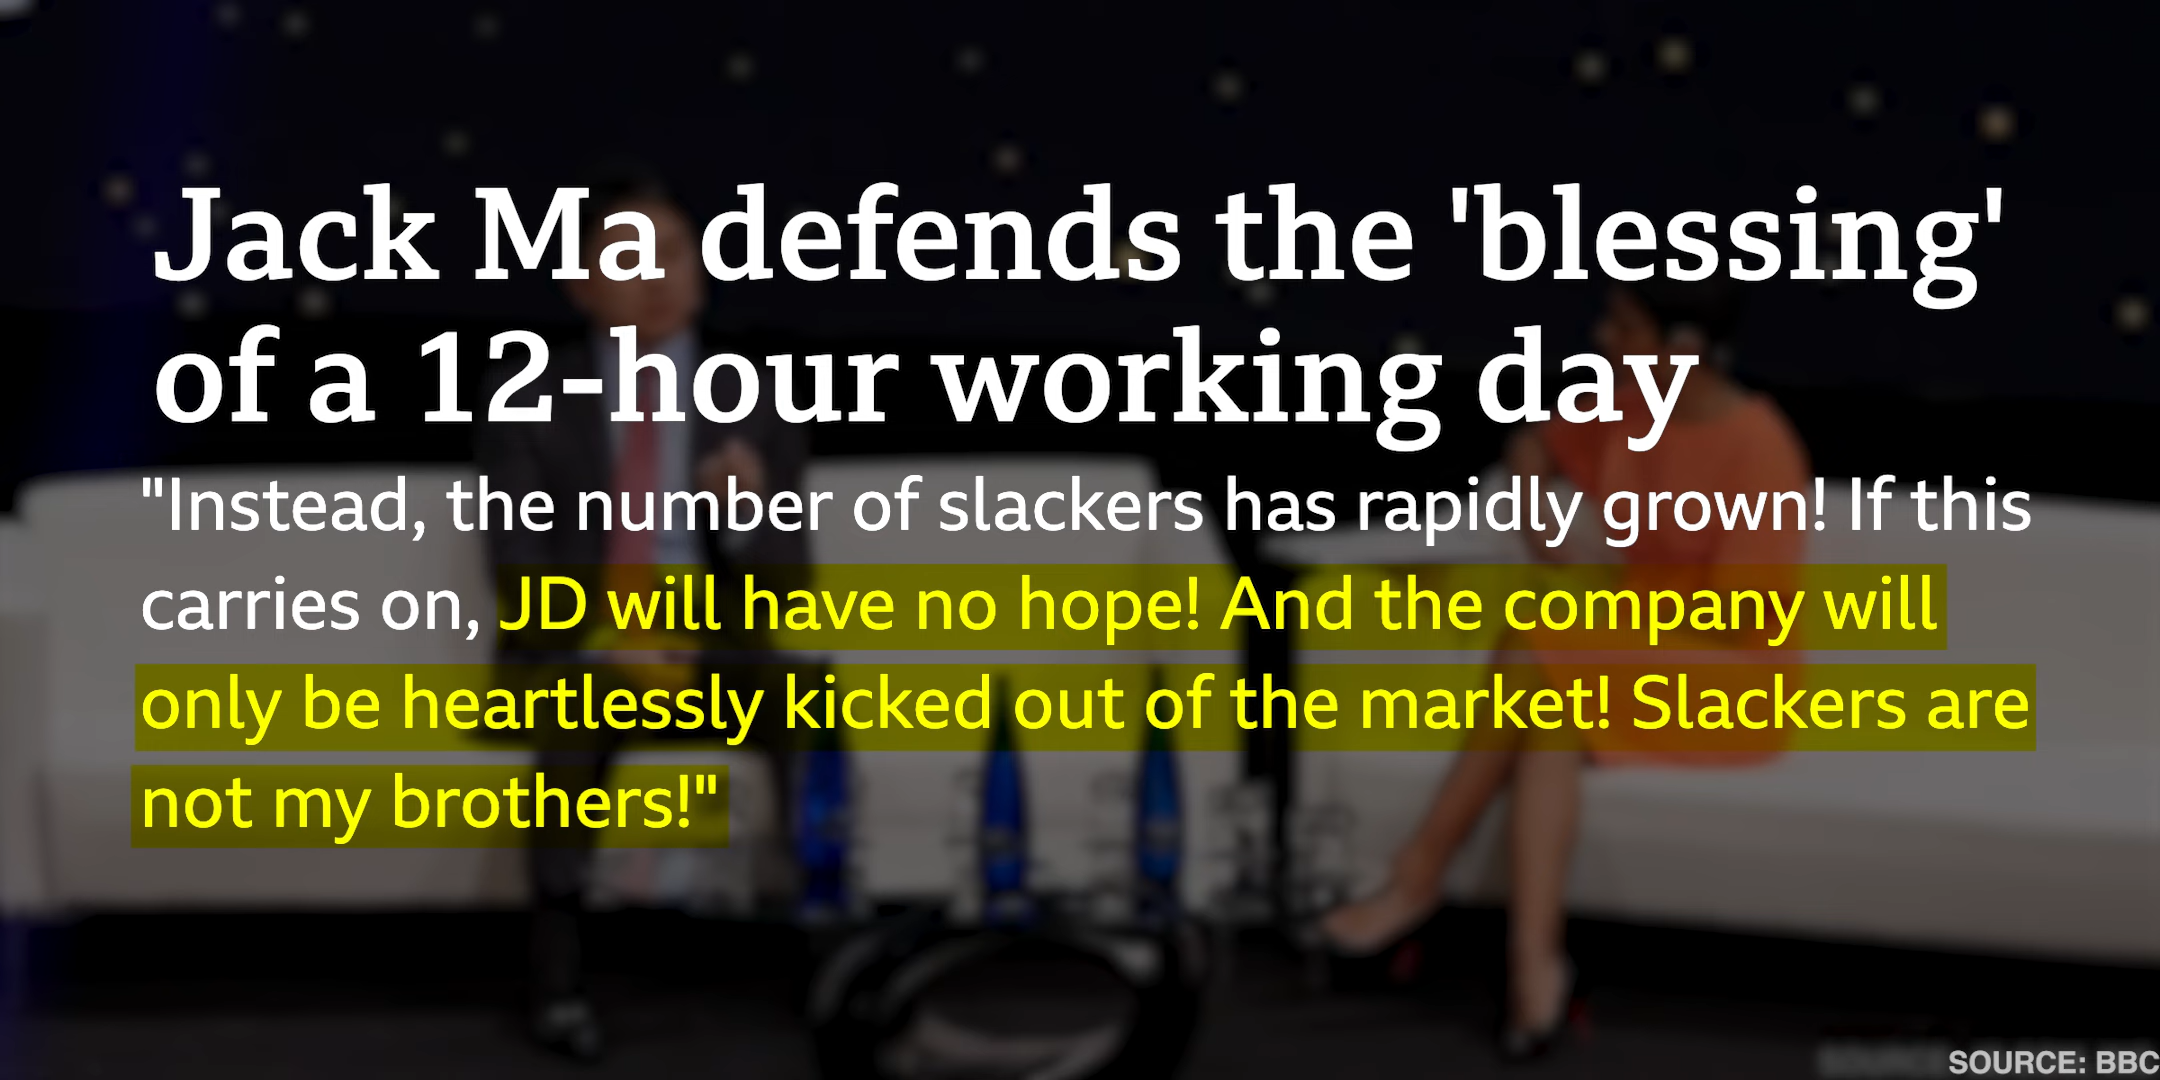 Jack Ma defends the 'blessing'
of a 12-hour working day
"Instead, the number of slackers has rapidly grown! If this
carries on, JD will have no hope! And the company will
only be heartlessly kicked out of the market! Slackers are
not my brothers!"
SOURCE: BBC